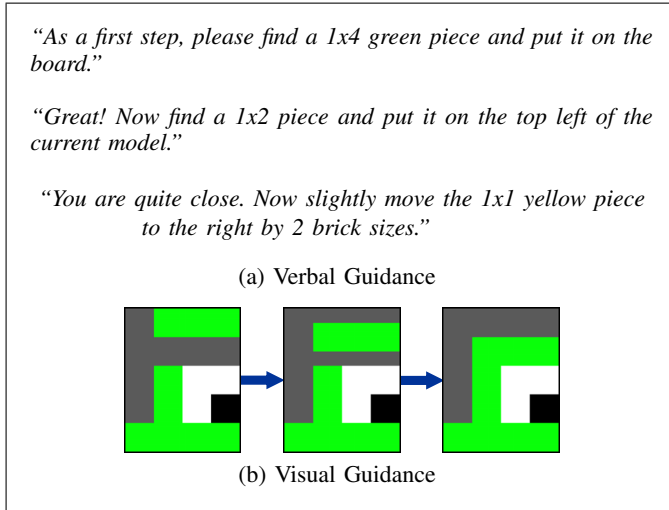 “As a first step, please find a 1x4 green piece and put it on the
board.”
“Great! Now find a 1x2 piece and put it on the top left of the
current model.”
“You are quite close. Now slightly move the 1x1 yellow piece
to the right by 2 brick sizes.”
(a) Verbal Guidance
(b) Visual Guidance